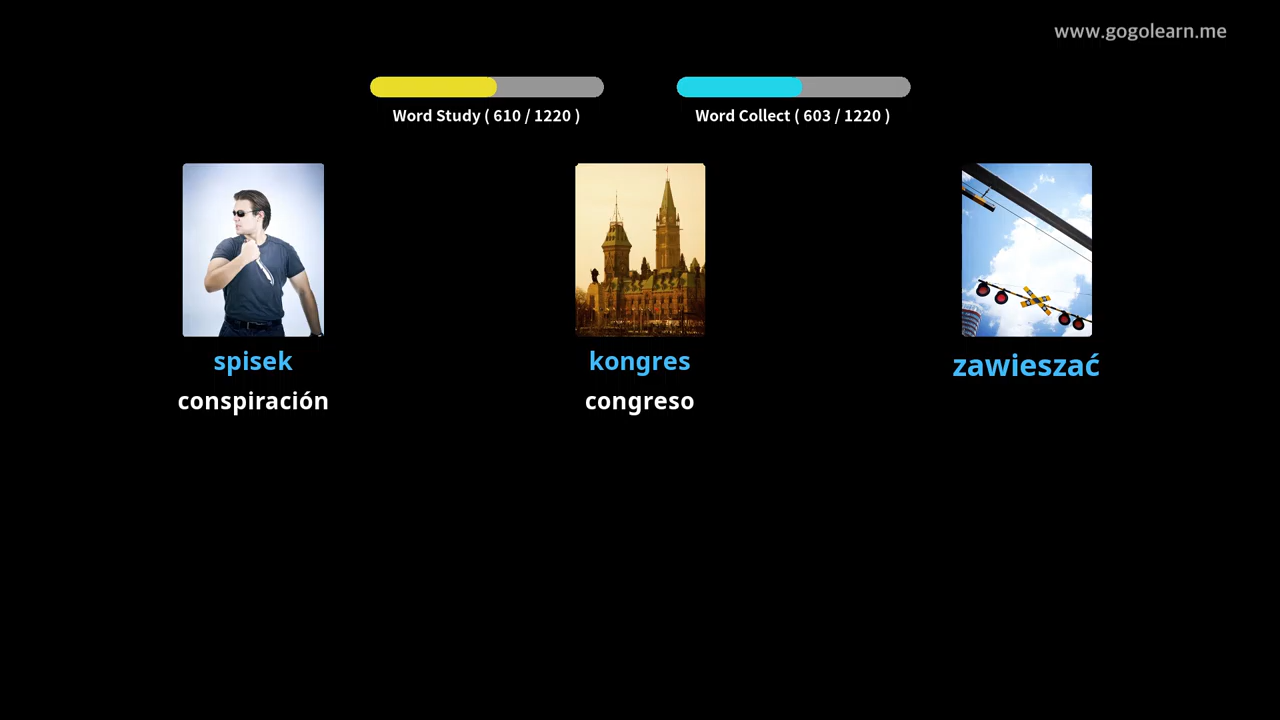 www.gogolearn.me
Word Study ( 610 / 1220 )
Word Collect ( 603 / 1220 )
spisek
kongres
zawieszać
conspiración
congreso